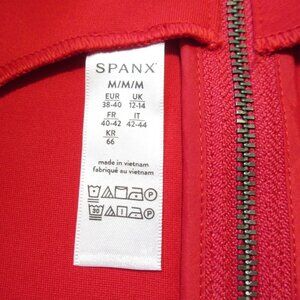 SPANX
M/M/M
EUR UK
38-40 12-14
FR IT
40-42 42-44
KR
66
made in vietnam
fabriqué au vietnam
P
30 P